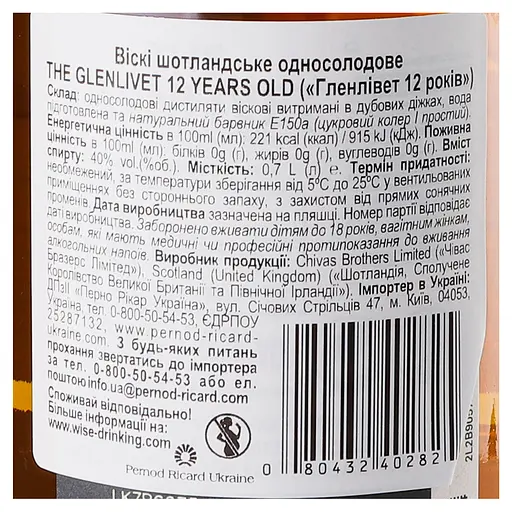 Віскі шотландське односолодове
THE GLENLIVET 12 YEARS OLD («Гленлівет 12 років»)
Склад: односолодові дистиляти віскові витримані в дубових діжках, вода
підготовлена та натуральний барвник Е150а (цукровий колер І простий).
Енергетична цінність в 100мл (мл): 221 kcal (ккал) / 915 kJ (кДж). Поживна
цінність в 100мл (мл): білків 0g (г), жирів 0g (г), вуглеводів 0g (г). Вміст
спирту: 40% vol.(%об.). Місткість: 0,7 L (л) ℮. Термін придатності:
необмежений, за температури зберігання від 5°С до 25°С у вентильованих
приміщеннях без стороннього запаху, з захистом від прямих сонячних
променів. Дата виробництва зазначена на пляшці. Номер партії відповідає
даті виробництва. Заборонено вживати дітям до 18 років, вагітним жінкам,
особам, які мають медичні чи професійні протипоказання до вживання
алкогольних напоїв. Виробник продукції: Chivas Brothers Limited («Чівас
Бразерс Лімітед»), Scotland (United Kingdom) («Шотландія, Сполучене
Королівство Великої Британії та Північної Ірландії»). Імпортер в Україні:
ДПІІ «Перно Рікар Україна», вул. Січових Стрільців 47, м. Київ, 04053,
Україна, тел. 0-800-50-54-53, ЄДРПОУ
25287132, www.pernod-ricard-
ukraine.com. З будь-яких питань
прохання звертатись до імпортера
за тел. 0-800-50-54-53 або ел.
поштою info.ua@pernod-ricard.com
Споживай відповідально!
Більше інформації на:
www.wise-drinking.com
Pernod Ricard Ukraine
0 80432 40282